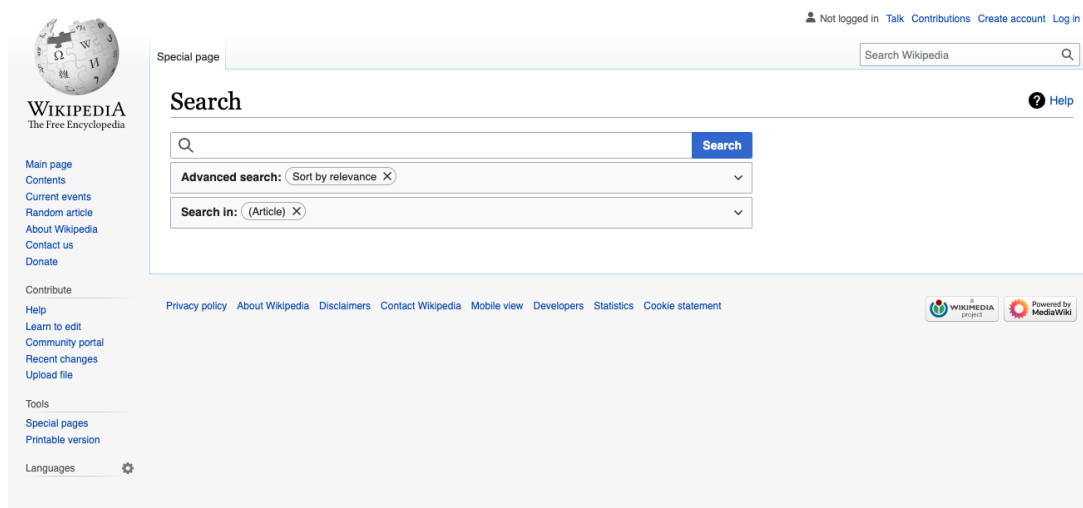 Not logged in Talk Contributions Create account Log in
Special page
Search Wikipedia
WIKIPEDIA
The Free Encyclopedia
Main page
Contents
Current events
Random article
About Wikipedia
Contact us
Donate
Contribute
Help
Learn to edit
Community portal
Recent changes
Upload file
Tools
Special pages
Printable version
Languages
Search
? Help
Search
Advanced search: Sort by relevance ✕
Search in: (Article) ✕
Privacy policy About Wikipedia Disclaimers Contact Wikipedia Mobile view Developers Statistics Cookie statement
A
WIKIMEDIA
project
Powered by
MediaWiki